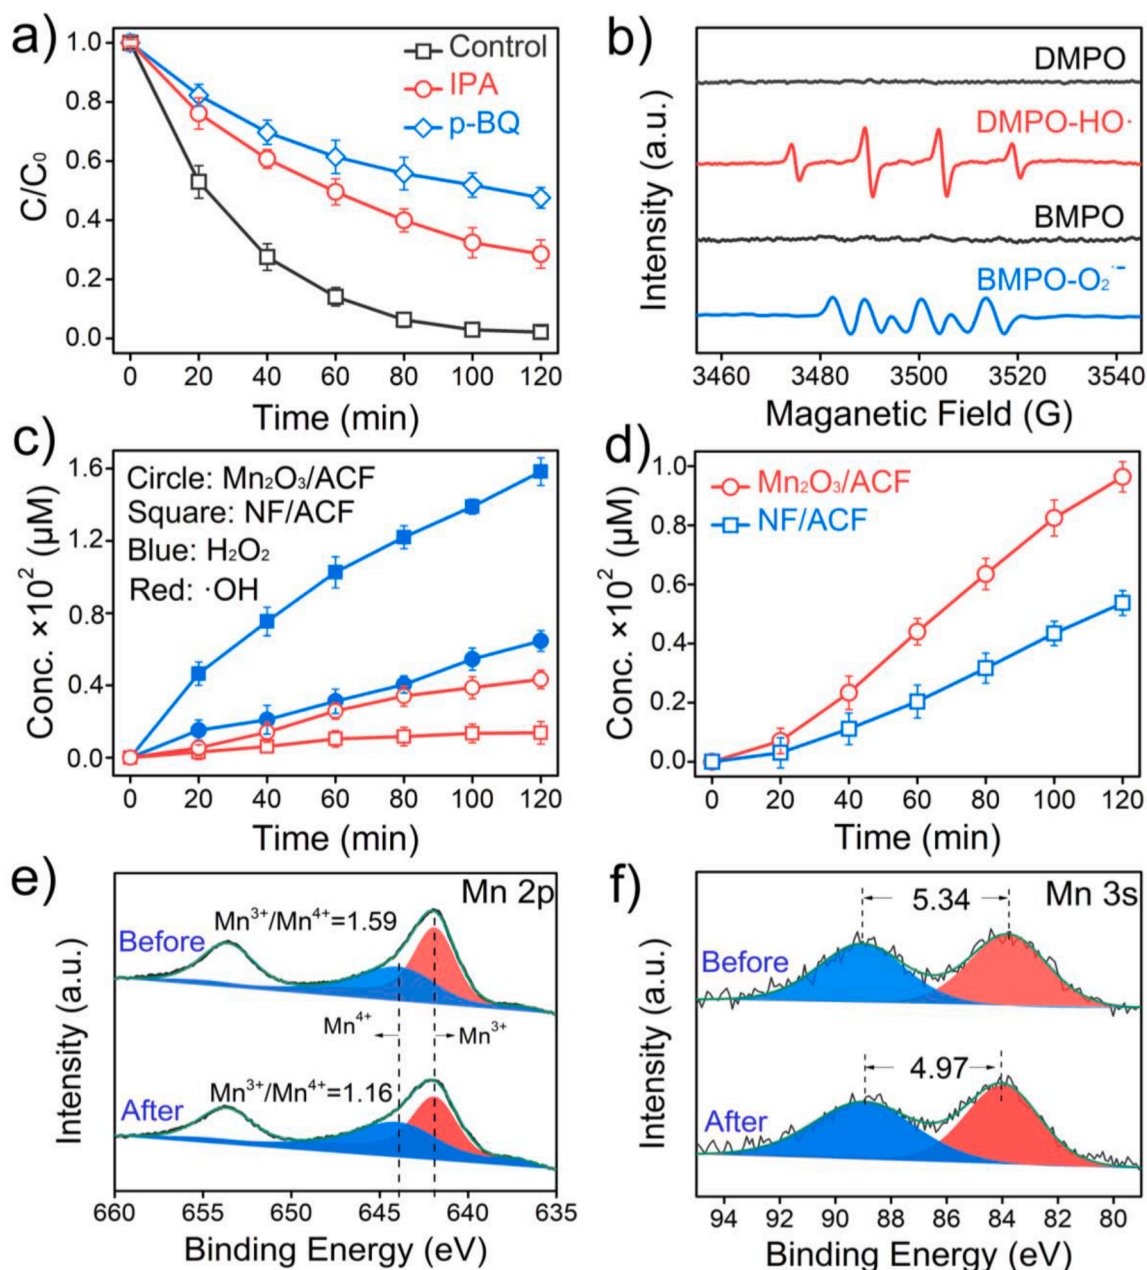 a)
Control
IPA
p-BQ
C/C₀
1.0
0.8
0.6
0.4
0.2
0.0
0 20 40 60 80 100 120
Time (min)
b)
DMPO
DMPO-HO·
BMPO
BMPO-O₂·⁻
Intensity (a.u.)
3460 3480 3500 3520 3540
Maganetic Field (G)
c)
Circle: Mn₂O₃/ACF
Square: NF/ACF
Blue: H₂O₂
Red: ·OH
Conc. ×10² (μM)
1.6
1.2
0.8
0.4
0.0
0 20 40 60 80 100 120
Time (min)
d)
Mn₂O₃/ACF
NF/ACF
Conc. ×10² (μM)
1.0
0.8
0.6
0.4
0.2
0.0
0 20 40 60 80 100 120
Time (min)
e)
Mn 2p
Mn³⁺/Mn⁴⁺=1.59
Before
Mn⁴⁺
Mn³⁺
Mn³⁺/Mn⁴⁺=1.16
After
Intensity (a.u.)
660 655 650 645 640 635
Binding Energy (eV)
f)
Mn 3s
5.34
Before
4.97
After
Intensity (a.u.)
94 92 90 88 86 84 82 80
Binding Energy (eV)